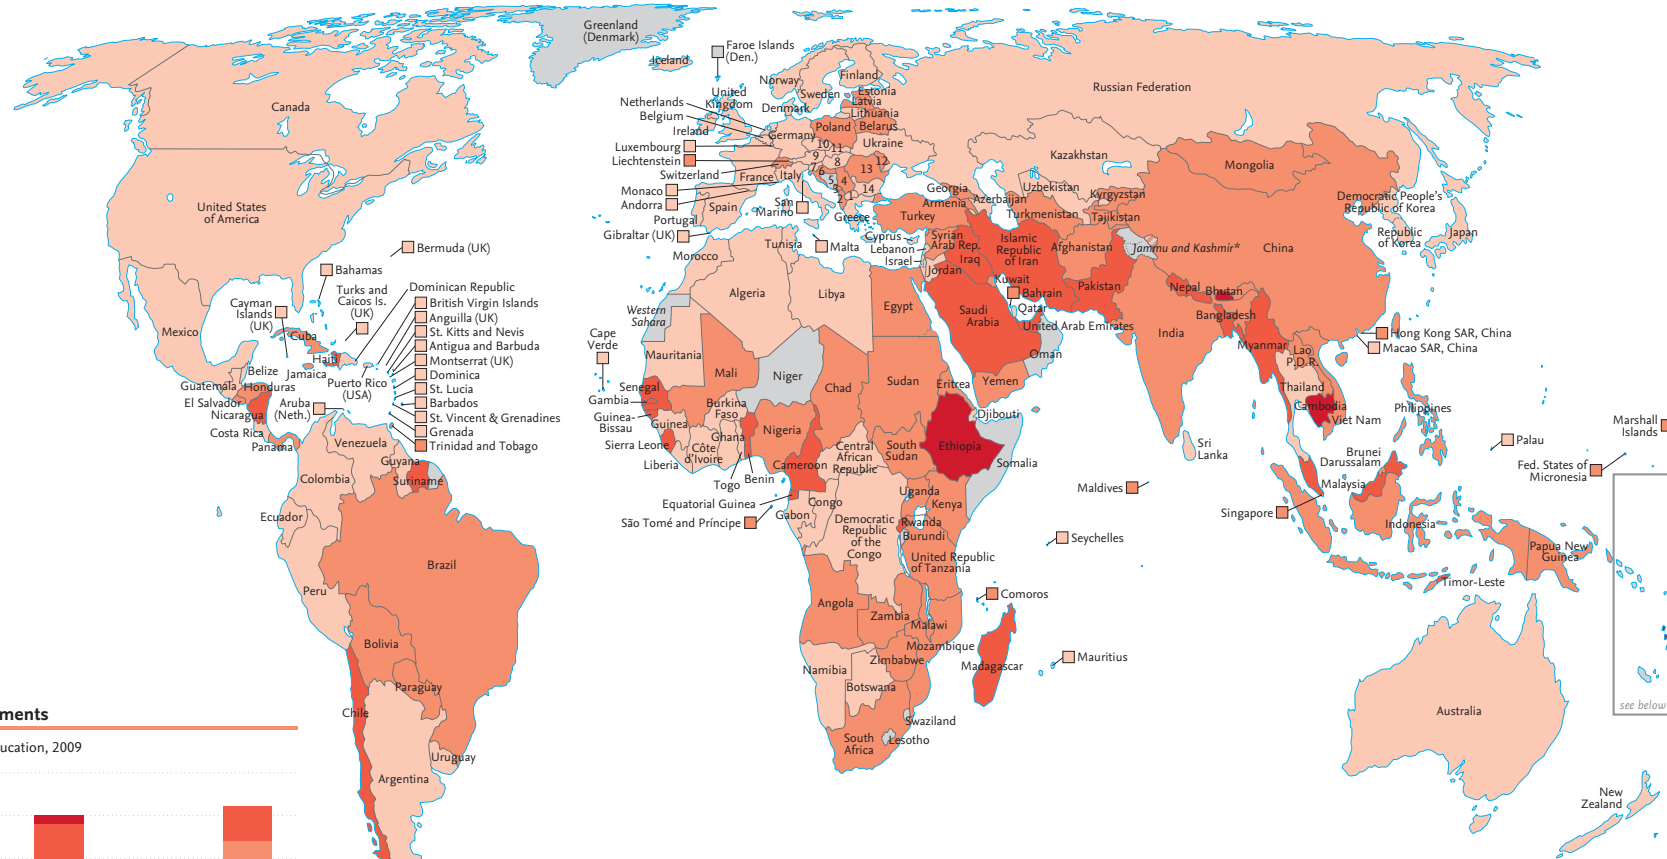 Greenland
(Denmark)
Faroe Islands
(Den.)
Iceland
Norway
Sweden
Finland
Russian Federation
Canada
United
Kingdom
Netherlands
Belgium
Ireland
Denmark
Estonia
Latvia
Lithuania
Belarus
Poland
Germany
Ukraine
Luxembourg
Liechtenstein
Switzerland
France
Italy
10
11
9
8
7
6
5
4
3
2
1
12
13
14
Monaco
Andorra
Portugal
Spain
San
Marino
Greece
Gibraltar (UK)
Malta
Tunisia
Morocco
Kazakhstan
Mongolia
Georgia
Armenia
Azerbaijan
Uzbekistan
Kyrgyzstan
Turkmenistan
Tajikistan
Turkey
Democratic People's
Republic of Korea
Republic
of Korea
Japan
China
Jammu and Kashmir*
Afghanistan
Islamic
Republic
of Iran
Cyprus
Lebanon
Israel
Syrian
Arab Rep.
Iraq
Jordan
Kuwait
Bahrain
Qatar
Pakistan
Nepal
Bhutan
Bangladesh
United States
of America
Bermuda (UK)
Bahamas
Turks and
Caicos Is.
(UK)
Cayman
Islands
(UK)
Cuba
Haiti
Jamaica
Mexico
Belize
Guatemala
Honduras
El Salvador
Nicaragua
Costa Rica
Panama
Aruba
(Neth.)
Puerto Rico
(USA)
Dominican Republic
British Virgin Islands
Anguilla (UK)
St. Kitts and Nevis
Antigua and Barbuda
Montserrat (UK)
Dominica
St. Lucia
Barbados
St. Vincent & Grenadines
Grenada
Trinidad and Tobago
Venezuela
Guyana
Suriname
Colombia
Ecuador
Peru
Brazil
Bolivia
Paraguay
Chile
Argentina
Uruguay
Western
Sahara
Algeria
Libya
Egypt
Saudi
Arabia
United Arab Emirates
Oman
Yemen
India
Myanmar
Lao
P.D.R.
Thailand
Cambodia
Viet Nam
Hong Kong SAR, China
Macao SAR, China
Philippines
Cape
Verde
Mauritania
Mali
Niger
Chad
Sudan
Eritrea
Djibouti
Senegal
Gambia
Guinea-
Bissau
Guinea
Sierra Leone
Liberia
Côte
d'Ivoire
Burkina
Faso
Ghana
Togo
Benin
Nigeria
Cameroon
Central
African
Republic
South
Sudan
Ethiopia
Somalia
Equatorial Guinea
São Tomé and Príncipe
Gabon
Congo
Democratic
Republic
of the
Congo
Uganda
Kenya
Rwanda
Burundi
United Republic
of Tanzania
Angola
Zambia
Malawi
Mozambique
Zimbabwe
Namibia
Botswana
Madagascar
Swaziland
Lesotho
South
Africa
Comoros
Mauritius
Seychelles
Maldives
Sri
Lanka
Brunei
Darussalam
Malaysia
Singapore
Indonesia
Timor-Leste
Papua New
Guinea
Palau
Fed. States of
Micronesia
Marshall
Islands
Australia
New
Zealand
see below
ments
ucation, 2009